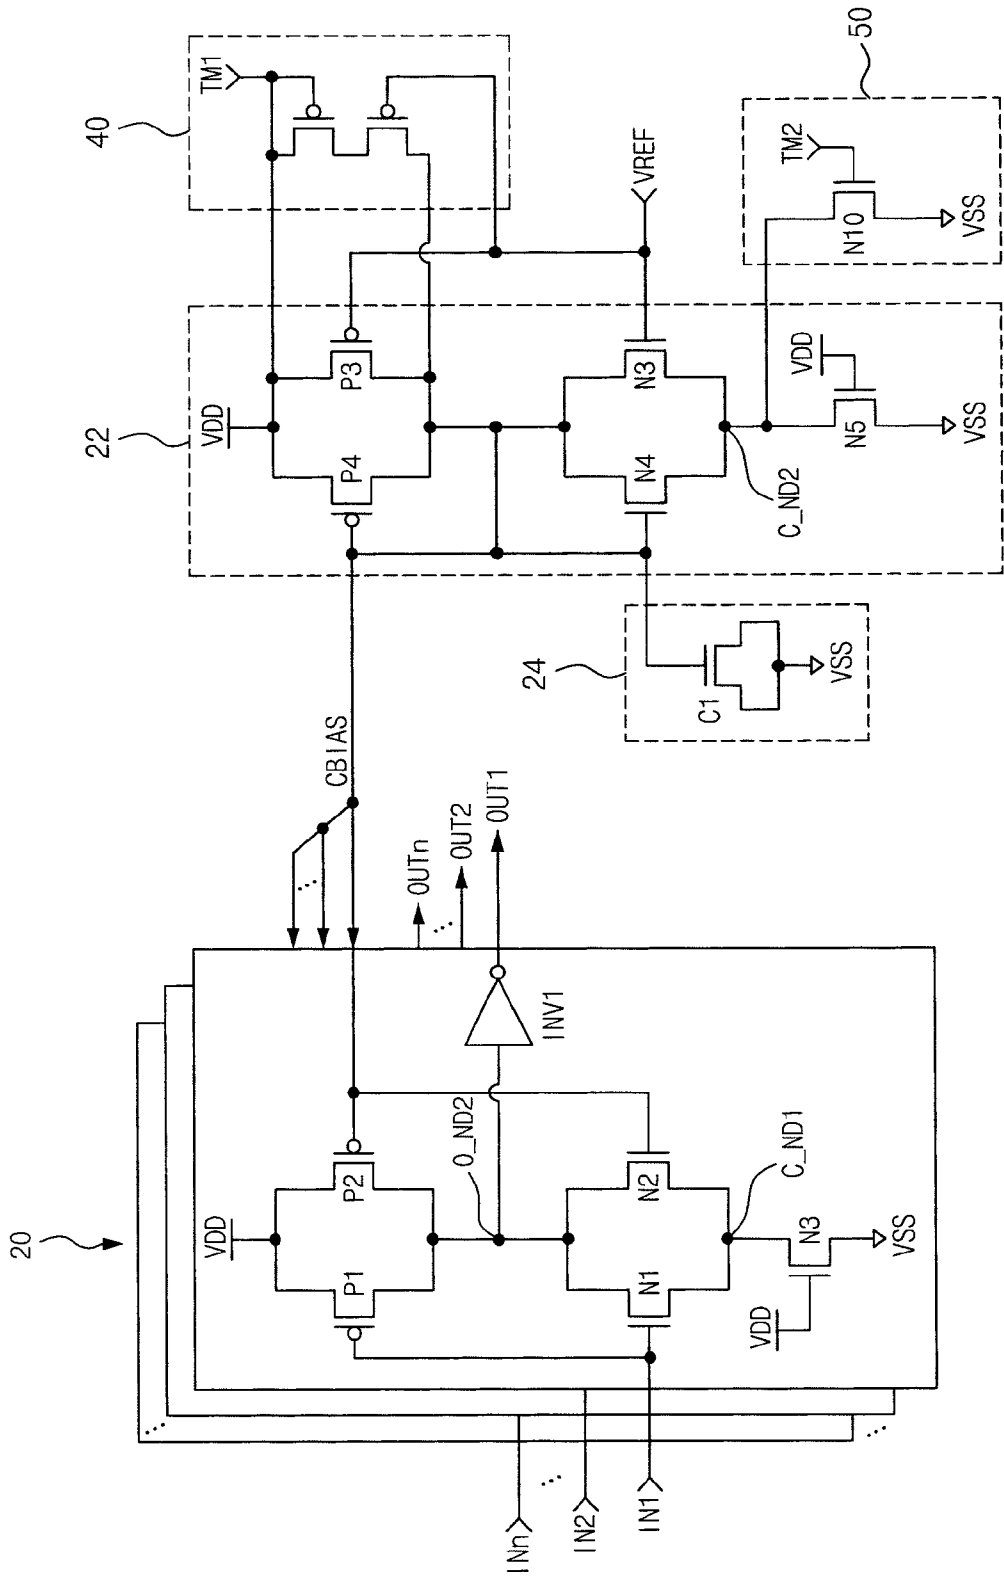 20
VDD
P1
P2
O_ND2
N1
N2
C_ND1
VDD
N3
VSS
INV1
INn
IN2
IN1
OUTn
OUT2
OUT1
CBIAS
24
C1
VSS
22
VDD
P4
P3
N4
N3
C_ND2
VDD
N5
VSS
40
TM1
VREF
50
TM2
N10
VSS